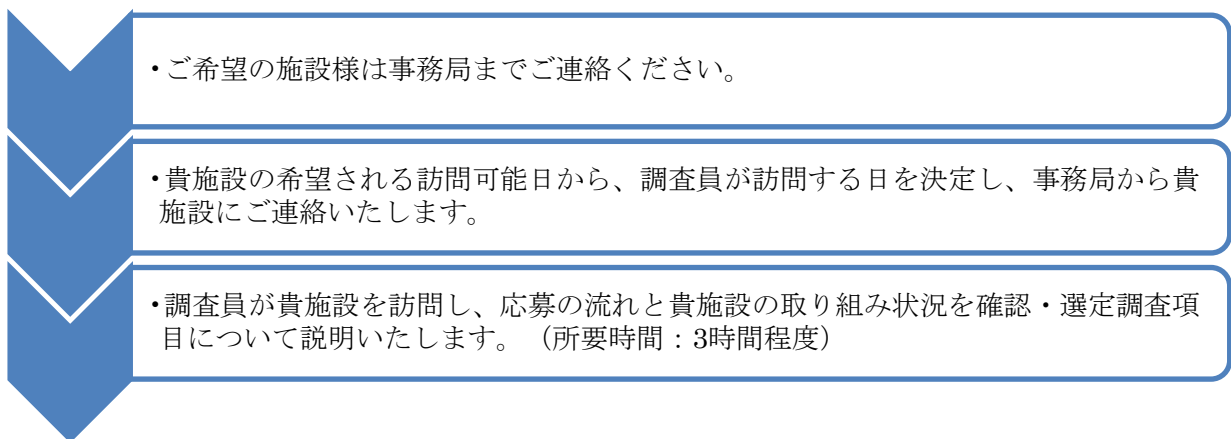 ・ご希望の施設様は事務局までご連絡ください。
・貴施設の希望される訪問可能日から、調査員が訪問する日を決定し、事務局から貴
施設にご連絡いたします。
・調査員が貴施設を訪問し、応募の流れと貴施設の取り組み状況を確認・選定調査項
目について説明いたします。（所要時間：3時間程度）